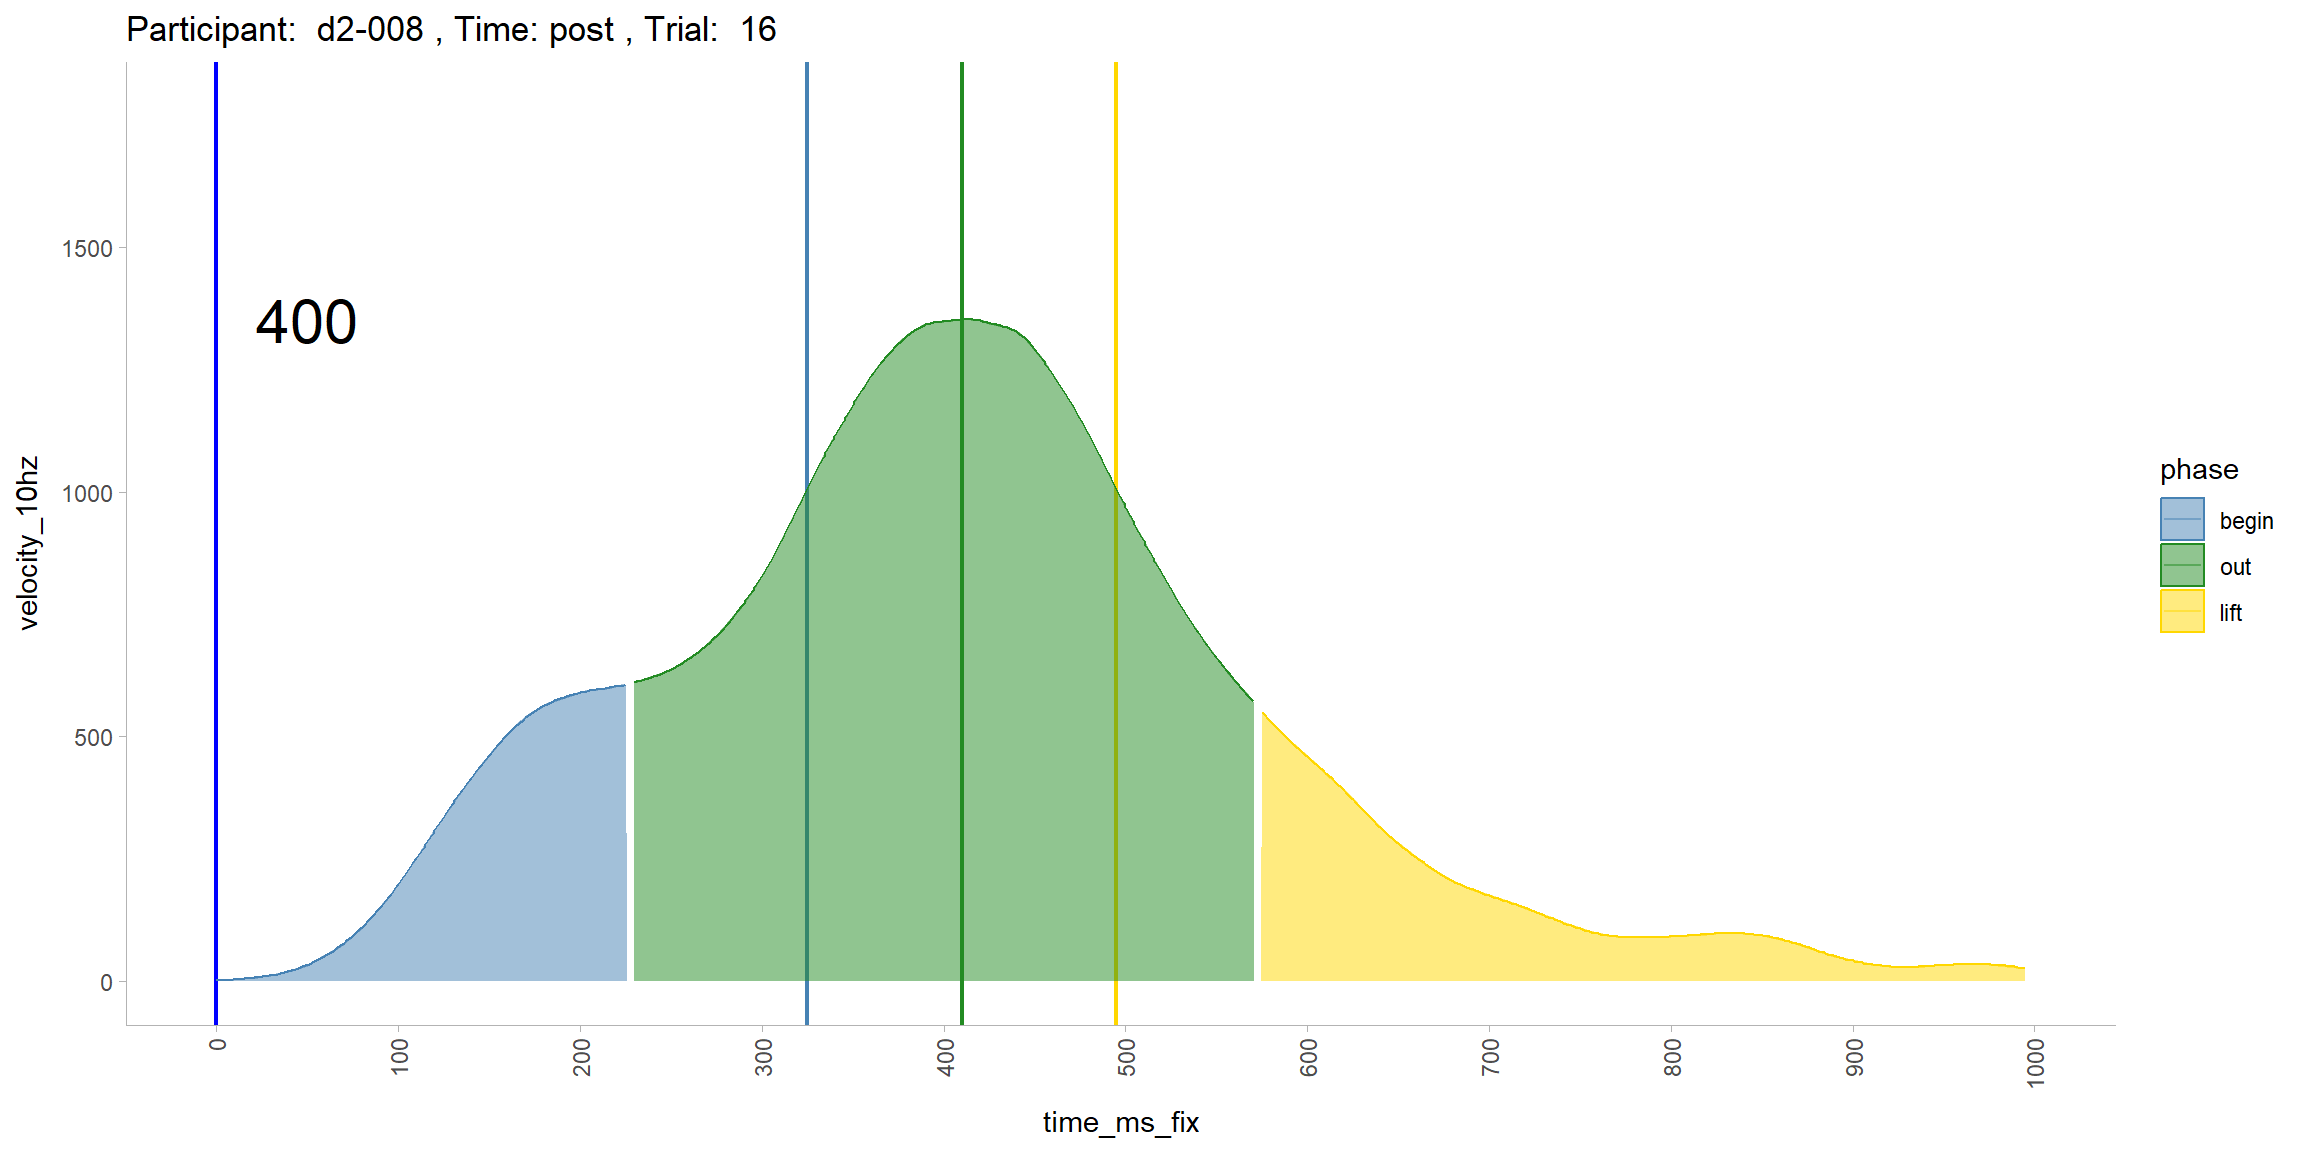 Participant:  d2-008 , Time: post , Trial:  16
1500
1000
500
0
velocity_10hz
400
0
100
200
300
400
500
600
700
800
900
1000
time_ms_fix
phase
begin
out
lift